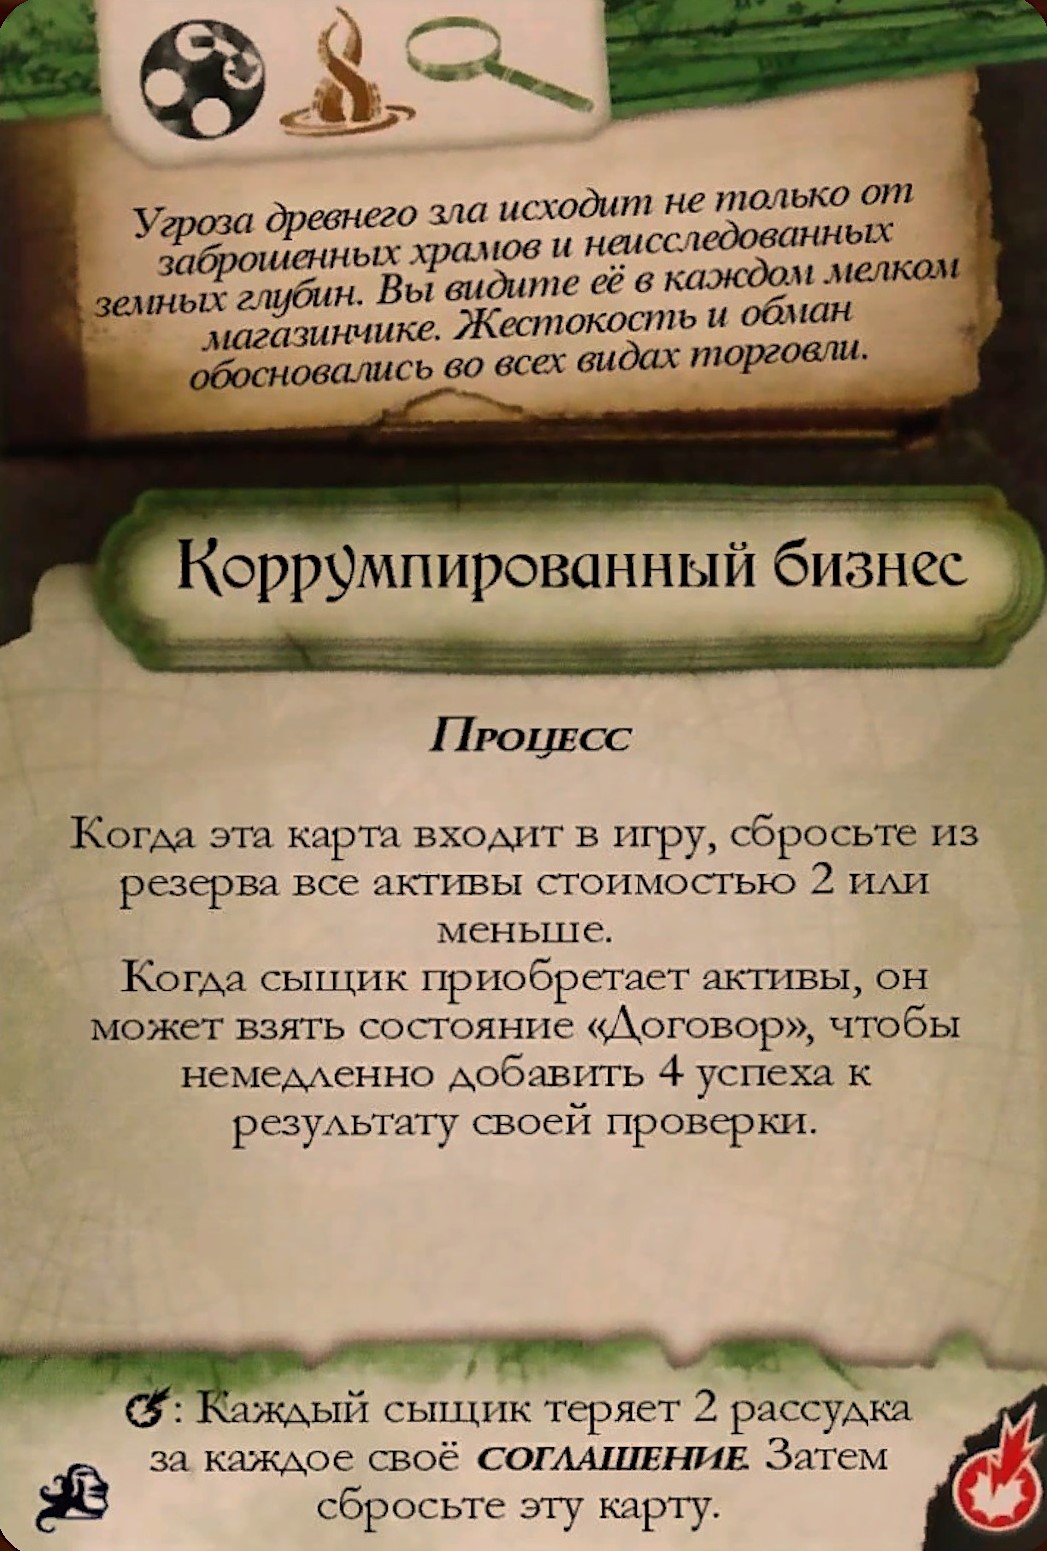 Угроза древнего зла исходит не только от
заброшенных храмов и неисследованных
земных глубин. Вы видите её в каждом мелком
магазинчике. Жестокость и обман
обосновались во всех видах торговли.
Коррумпированный бизнес
Процесс
Когда эта карта входит в игру, сбросьте из
резерва все активы стоимостью 2 или
меньше.
Когда сыщик приобретает активы, он
может взять состояние «Договор», чтобы
немедленно добавить 4 успеха к
результату своей проверки.
: Каждый сыщик теряет 2 рассудка
за каждое своё СОГЛАШЕНИЕ. Затем
сбросьте эту карту.